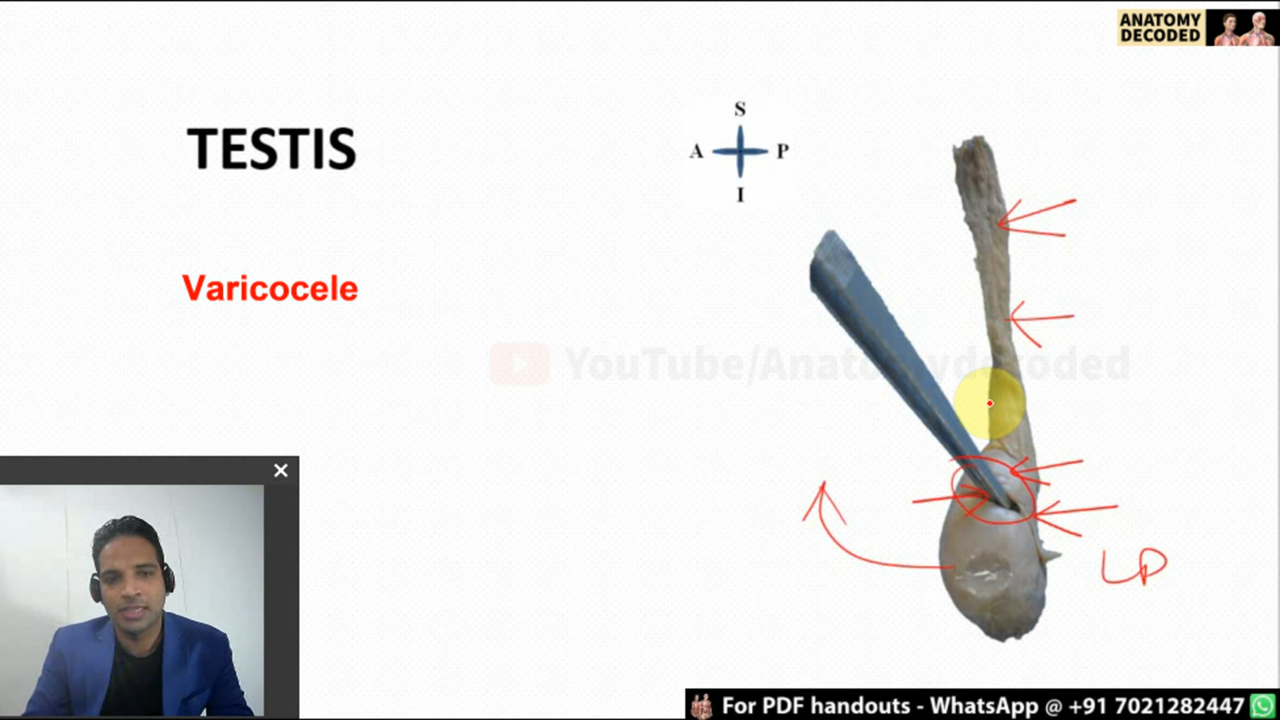 ANATOMY
DECODED
TESTIS
S
A P
I
Varicocele
YouTube/Anatomydecoded
LP
For PDF handouts - WhatsApp @ +91 7021282447